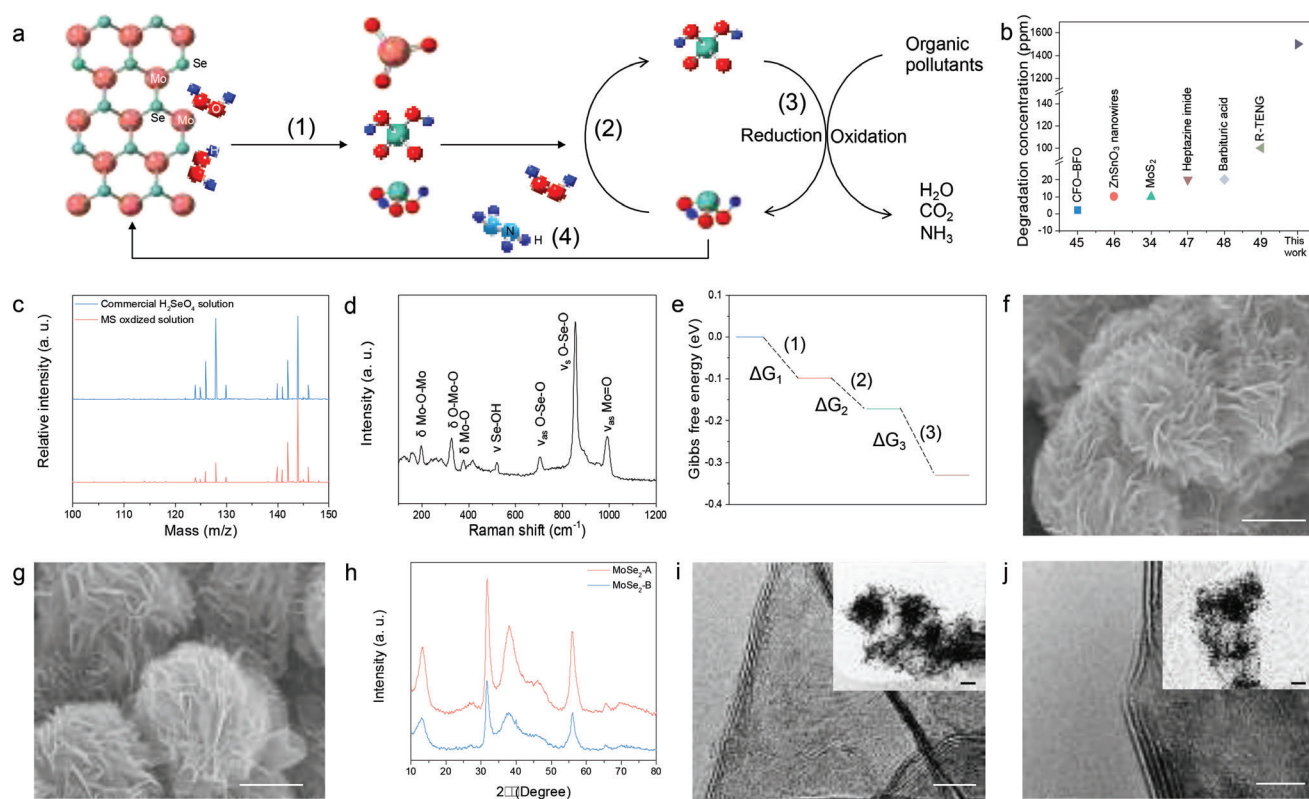 a
Se
Mo
O
Se
Mo
H
(1)
(2)
(3)
(4)
N
H
Organic
pollutants
Reduction
Oxidation
H₂O
CO₂
NH₃
b
Degradation concentration (ppm)
1600
1400
140
100
20
10
0
-10
CFO–BFO
ZnSnO₃ nanowires
MoS₂
Heptazine imide
Barbituric acid
R-TENG
45
46
34
47
48
49
This
work
c
Relative intensity (a. u.)
Commercial H₂SeO₄ solution
MS oxdized solution
100
110
120
130
140
150
Mass (m/z)
d
Intensity (a. u.)
δ Mo-O-Mo
δ O-Mo-O
δ Mo-O
ν Se-OH
νas O-Se-O
νs O-Se-O
νas Mo=O
200
400
600
800
1000
1200
Raman shift (cm⁻¹)
e
Gibbs free energy (eV)
0.1
0.0
-0.1
-0.2
-0.3
-0.4
(1)
ΔG₁
(2)
ΔG₂
ΔG₃
(3)
f
g
h
Intensity (a. u.)
MoSe₂-A
MoSe₂-B
10
20
30
40
50
60
70
80
2□□(Degree)
i
j